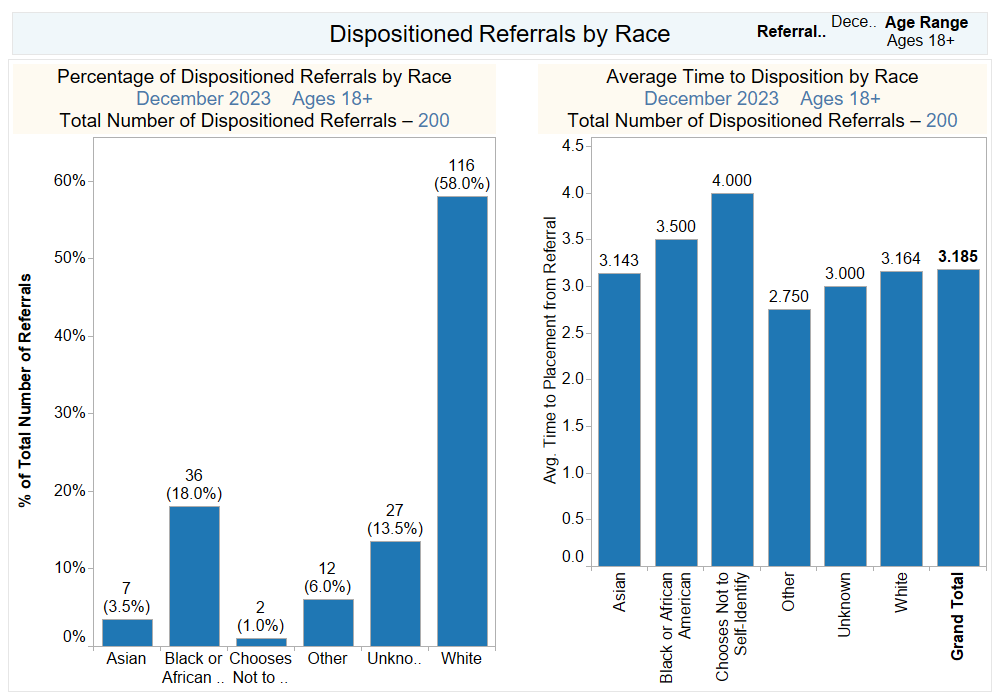 Dispositioned Referrals by Race
Referral..
Dece..
Age Range
Ages 18+
Percentage of Dispositioned Referrals by Race
December 2023 Ages 18+
Total Number of Dispositioned Referrals – 200
% of Total Number of Referrals
60%
50%
40%
30%
20%
10%
0%
7
(3.5%)
36
(18.0%)
2
(1.0%)
12
(6.0%)
27
(13.5%)
116
(58.0%)
Asian
Black or
African ..
Chooses
Not to ..
Other
Unkno..
White
Average Time to Disposition by Race
December 2023 Ages 18+
Total Number of Dispositioned Referrals – 200
Avg. Time to Placement from Referral
4.5
4.0
3.5
3.0
2.5
2.0
1.5
1.0
0.5
0.0
3.143
3.500
4.000
2.750
3.000
3.164
3.185
Asian
Black or African
American
Chooses Not to
Self-Identify
Other
Unknown
White
Grand Total